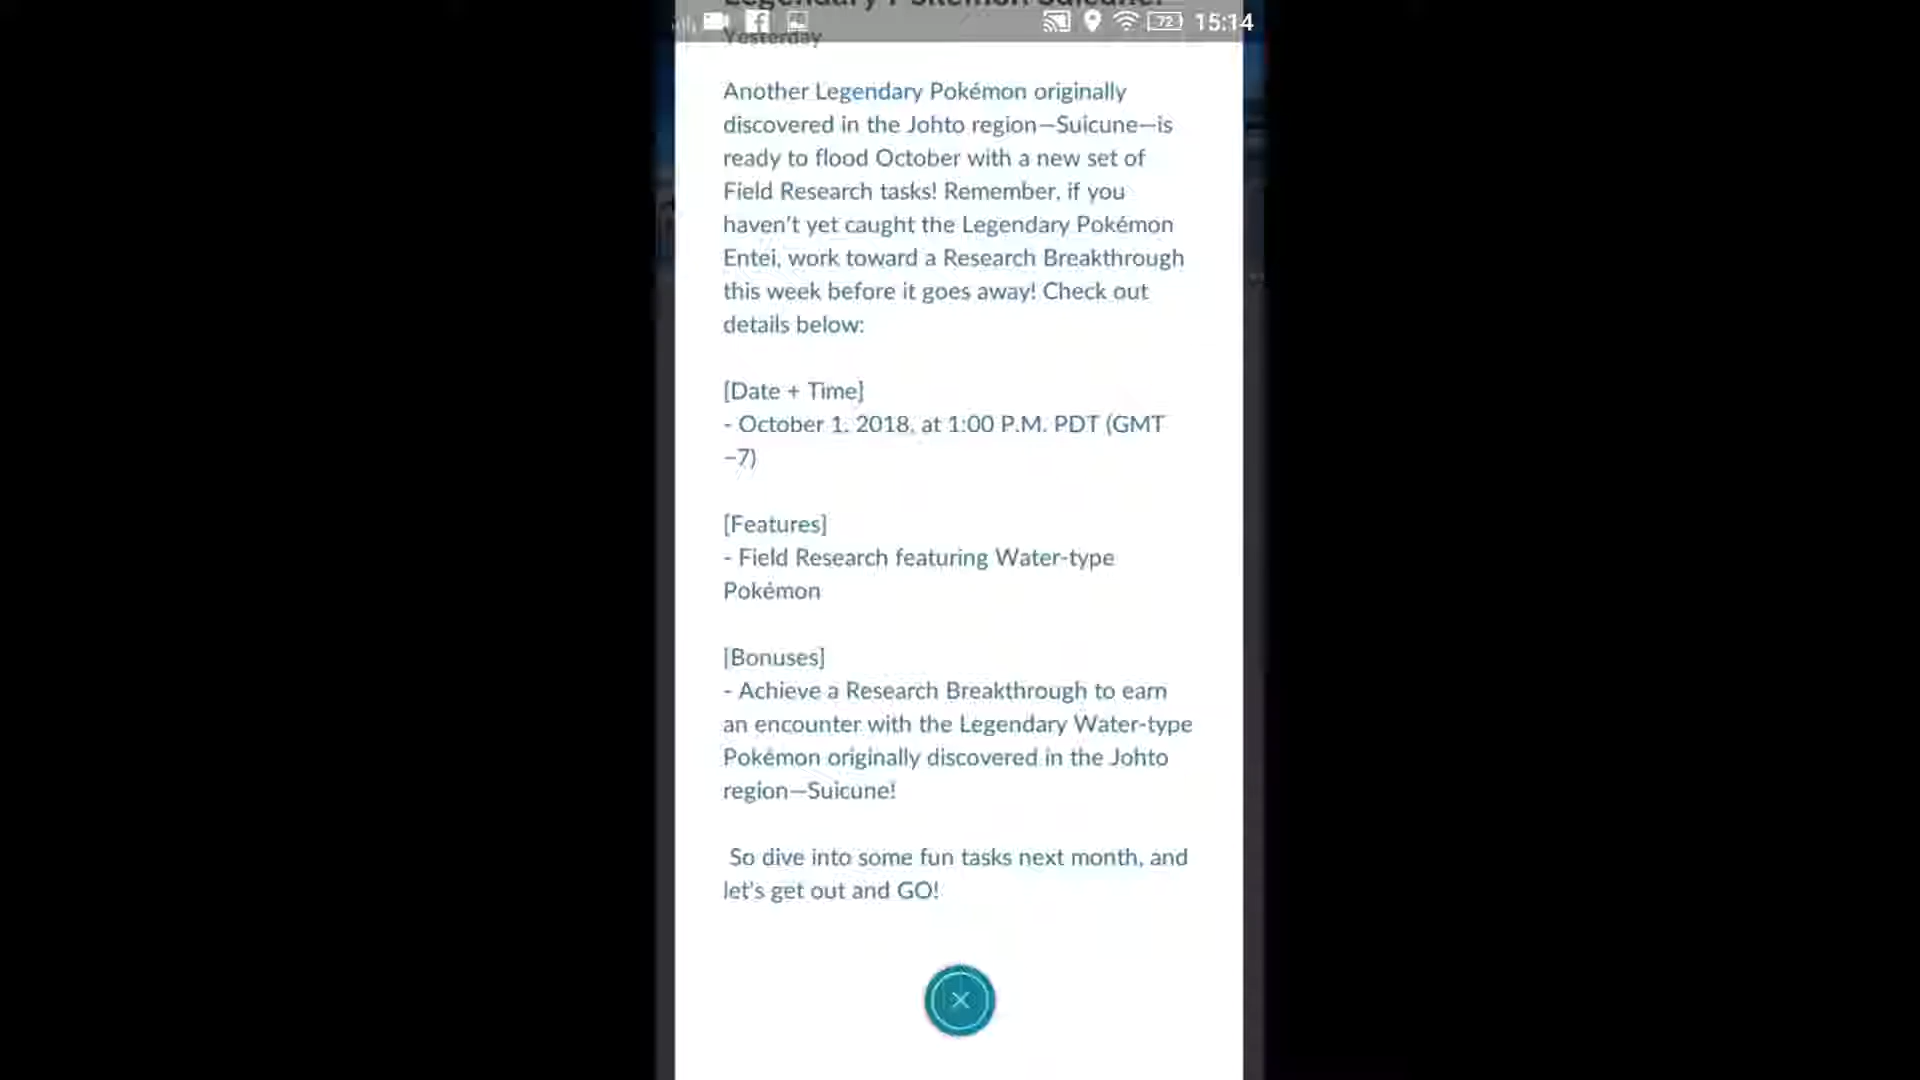 Legendary Pokémon Suicune!
72 15:14
Yesterday
Another Legendary Pokémon originally
discovered in the Johto region—Suicune—is
ready to flood October with a new set of
Field Research tasks! Remember, if you
haven't yet caught the Legendary Pokémon
Entei, work toward a Research Breakthrough
this week before it goes away! Check out
details below:
[Date + Time]
- October 1, 2018, at 1:00 P.M. PDT (GMT
−7)
[Features]
- Field Research featuring Water-type
Pokémon
[Bonuses]
- Achieve a Research Breakthrough to earn
an encounter with the Legendary Water-type
Pokémon originally discovered in the Johto
region—Suicune!
So dive into some fun tasks next month, and
let's get out and GO!